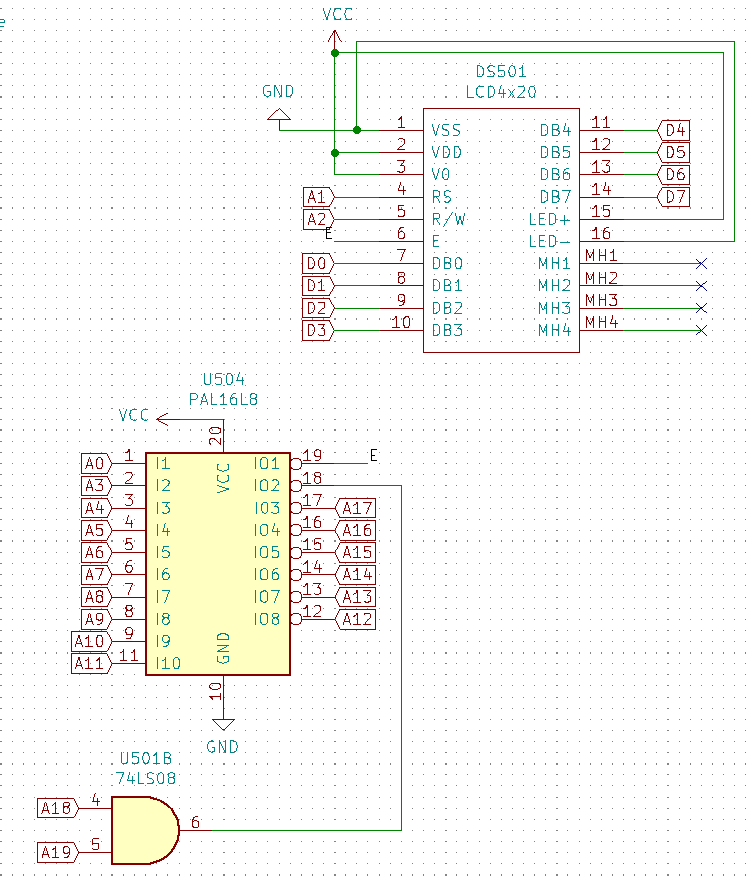 e
VCC
DS501
LCD4x20
GND
1 VSS DB4 11 D4
2 VDD DB5 12 D5
3 V0 DB6 13 D6
A1 4 RS DB7 14 D7
A2 5 R/W LED+ 15
E 6 E LED- 16
D0 7 DB0 MH1 MH1
D1 8 DB1 MH2 MH2
D2 9 DB2 MH3 MH3
D3 10 DB3 MH4 MH4
U504
PAL16L8
VCC
20
VCC
A0 1 I1 IO1 19 E
A3 2 I2 IO2 18
A4 3 I3 IO3 17 A17
A5 4 I4 IO4 16 A16
A6 5 I5 IO5 15 A15
A7 6 I6 IO6 14 A14
A8 7 I7 IO7 13 A13
A9 8 I8 IO8 12 A12
A10 9 I9
A11 11 I10
GND
10
GND
U501B
74LS08
A18 4
6
A19 5